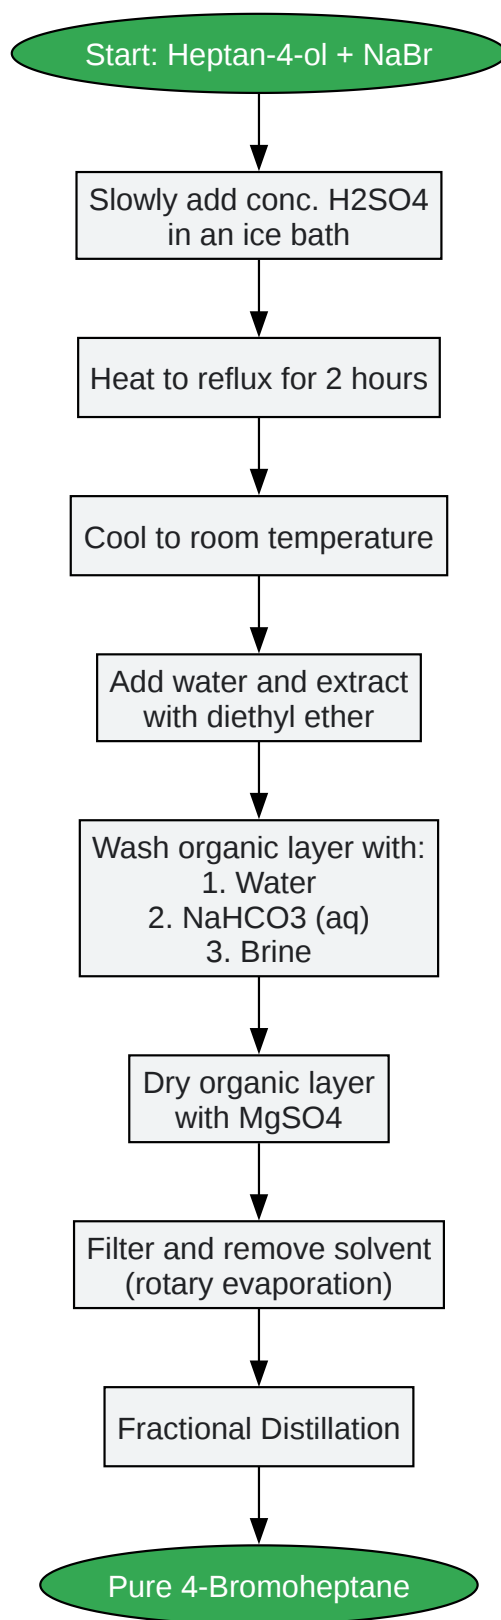 Start: Heptan-4-ol + NaBr
Slowly add conc. H2SO4
in an ice bath
Heat to reflux for 2 hours
Cool to room temperature
Add water and extract
with diethyl ether
Wash organic layer with:
1. Water
2. NaHCO3 (aq)
3. Brine
Dry organic layer
with MgSO4
Filter and remove solvent
(rotary evaporation)
Fractional Distillation
Pure 4-Bromoheptane